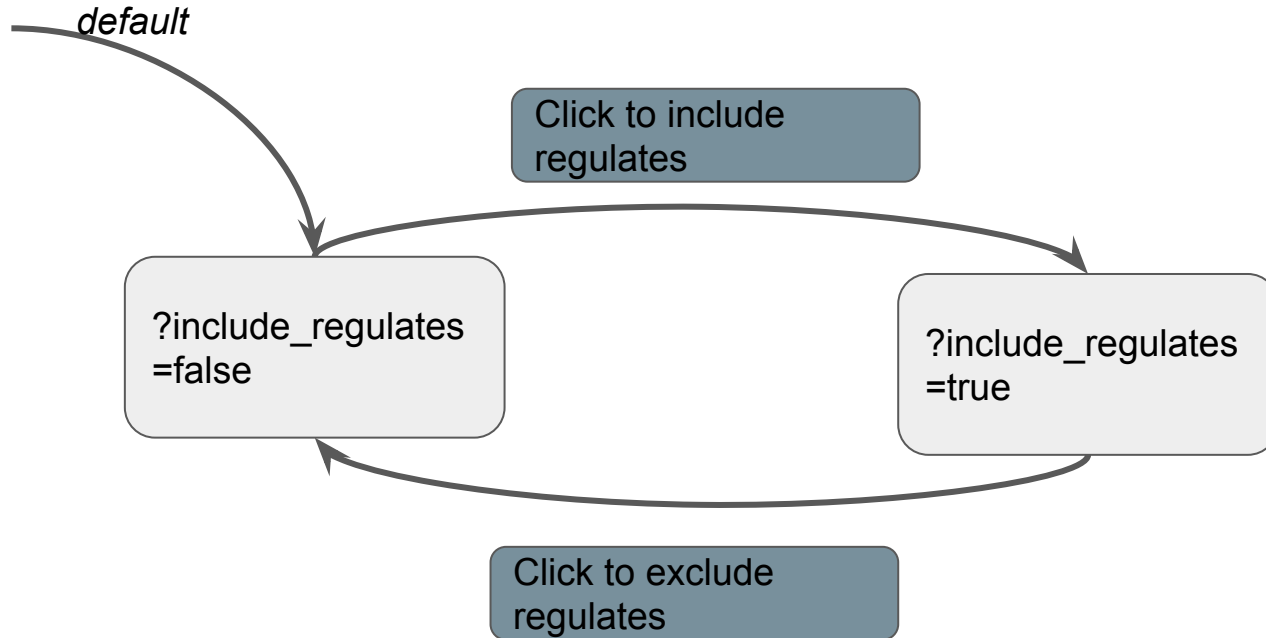 default
Click to include
regulates
?include_regulates
=false
?include_regulates
=true
Click to exclude
regulates